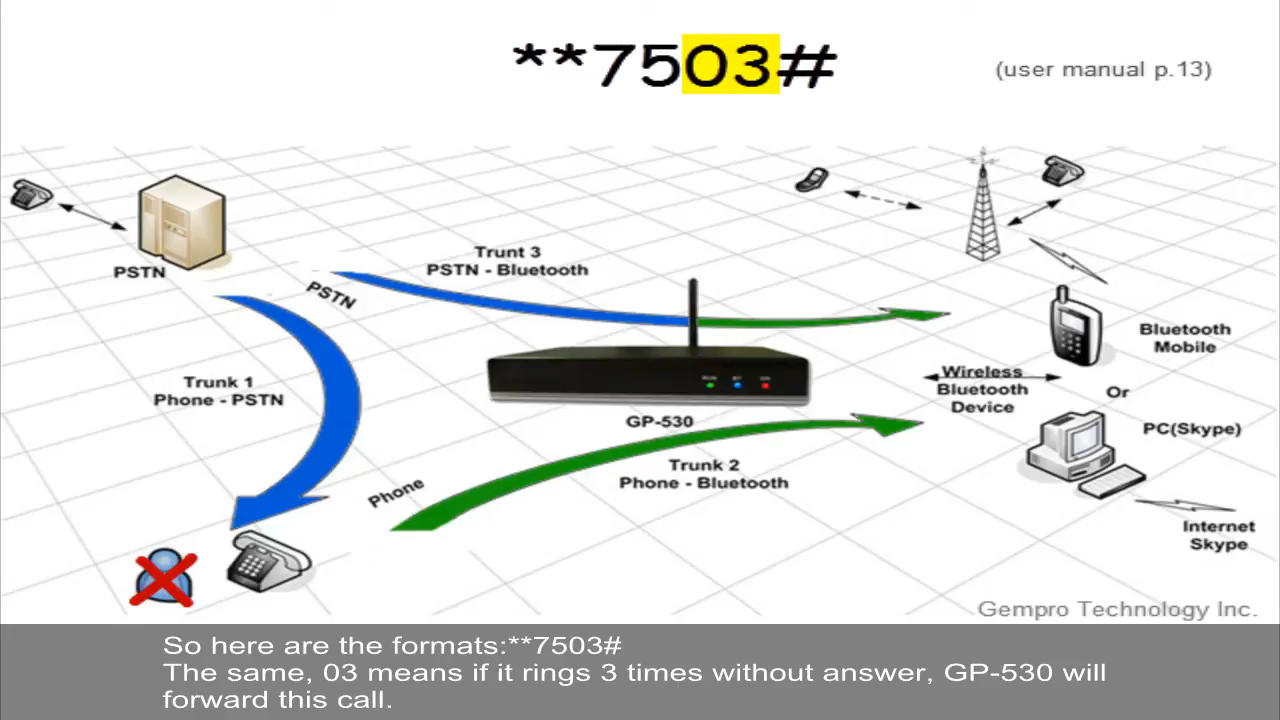 **7503#
(user manual p.13)
PSTN
Trunt 3
PSTN - Bluetooth
PSTN
Trunk 1
Phone - PSTN
GP-530
Wireless
Bluetooth
Device
Bluetooth
Mobile
Or
PC(Skype)
Trunk 2
Phone - Bluetooth
Phone
Internet
Skype
Gempro Technology Inc.
So here are the formats:**7503#
The same, 03 means if it rings 3 times without answer, GP-530 will
forward this call.